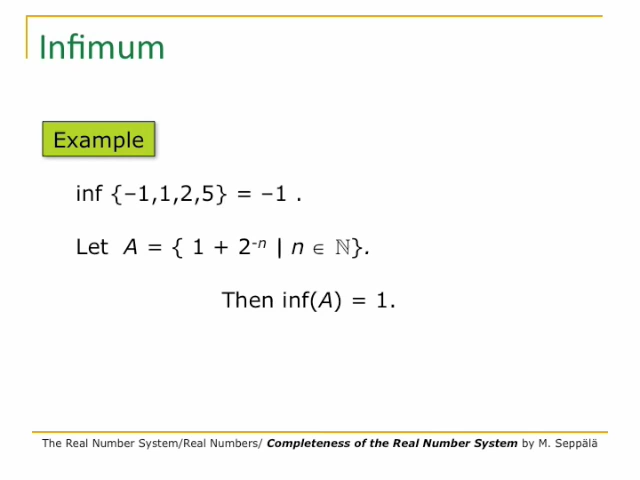 Infimum
Example
inf {–1,1,2,5} = –1 .
Let A = { 1 + 2⁻ⁿ | n ∈ ℕ}.
Then inf(A) = 1.
The Real Number System/Real Numbers/ Completeness of the Real Number System by M. Seppälä